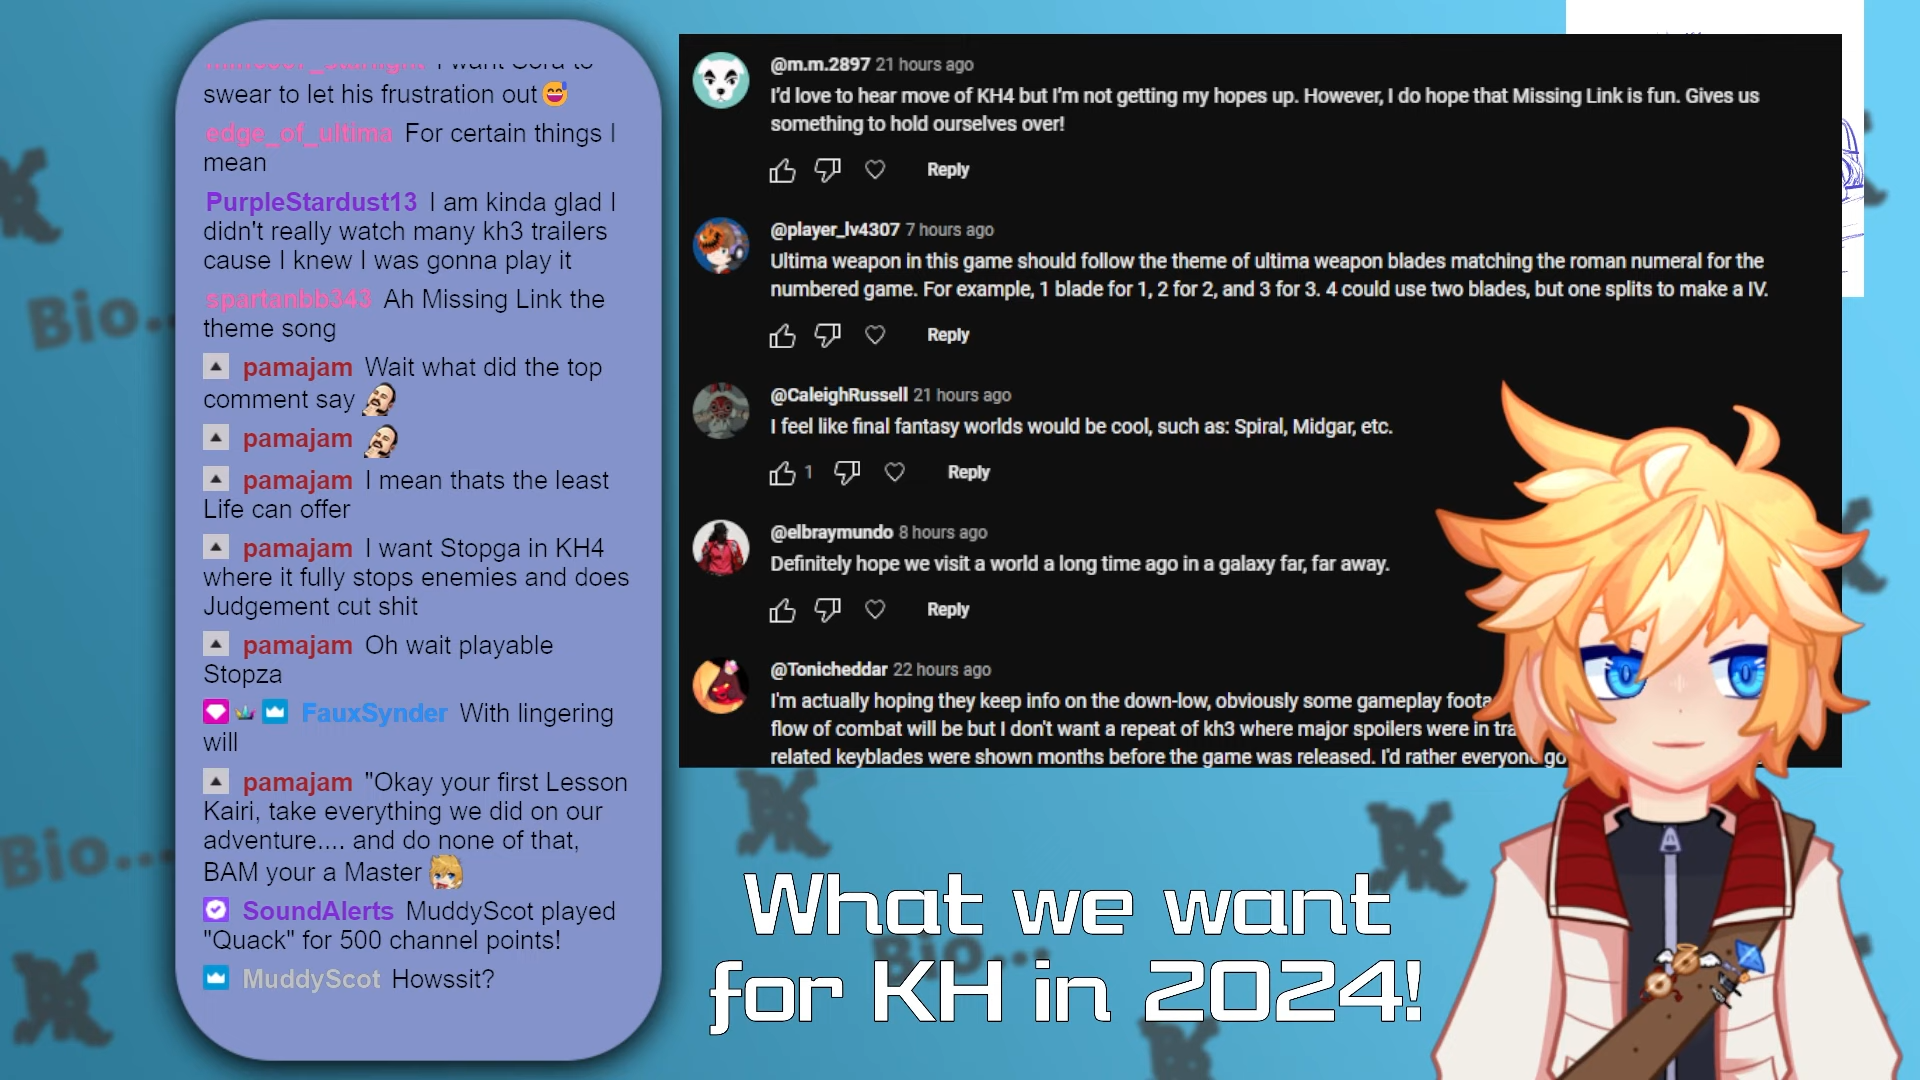 I want Sora to
swear to let his frustration out
edge_of_ultima For certain things I
mean
PurpleStardust13 I am kinda glad I
didn't really watch many kh3 trailers
cause I knew I was gonna play it
spartanbb343 Ah Missing Link the
theme song
pamajam Wait what did the top
comment say
pamajam
pamajam I mean thats the least
Life can offer
pamajam I want Stopga in KH4
where it fully stops enemies and does
Judgement cut shit
pamajam Oh wait playable
Stopza
FauxSynder With lingering
will
pamajam "Okay your first Lesson
Kairi, take everything we did on our
adventure.... and do none of that,
BAM your a Master
SoundAlerts MuddyScot played
"Quack" for 500 channel points!
MuddyScot Howssit?
@m.m.2897 21 hours ago
I'd love to hear move of KH4 but I'm not getting my hopes up. However, I do hope that Missing Link is fun. Gives us
something to hold ourselves over!
Reply
@player_lv4307 7 hours ago
Ultima weapon in this game should follow the theme of ultima weapon blades matching the roman numeral for the
numbered game. For example, 1 blade for 1, 2 for 2, and 3 for 3. 4 could use two blades, but one splits to make a IV.
Reply
@CaleighRussell 21 hours ago
I feel like final fantasy worlds would be cool, such as: Spiral, Midgar, etc.
1 Reply
@elbraymundo 8 hours ago
Definitely hope we visit a world a long time ago in a galaxy far, far away.
Reply
@Tonicheddar 22 hours ago
I'm actually hoping they keep info on the down-low, obviously some gameplay
flow of combat will be but I don't want a repeat of kh3 where major spoilers were in
related keyblades were shown months before the game was released. I'd rather everyone go
What we want
for KH in 2024!
Bio...
Bio...
Bio...